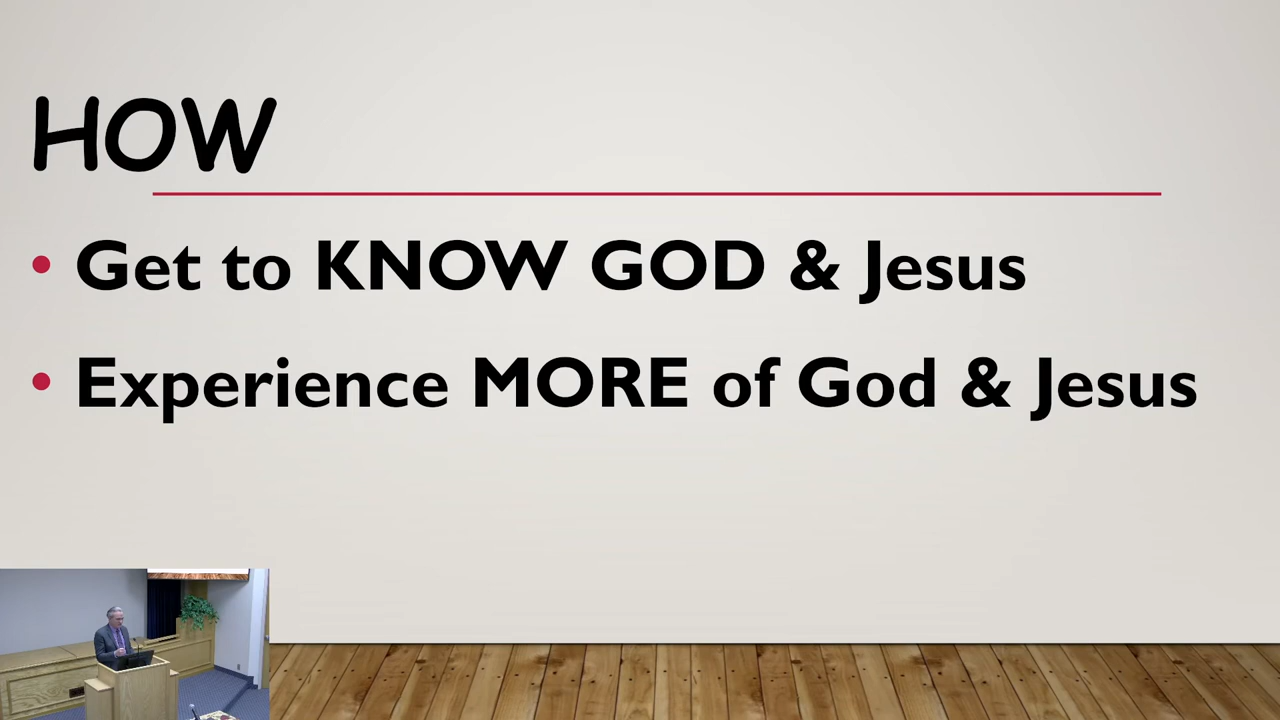 HOW
• Get to KNOW GOD & Jesus
• Experience MORE of God & Jesus